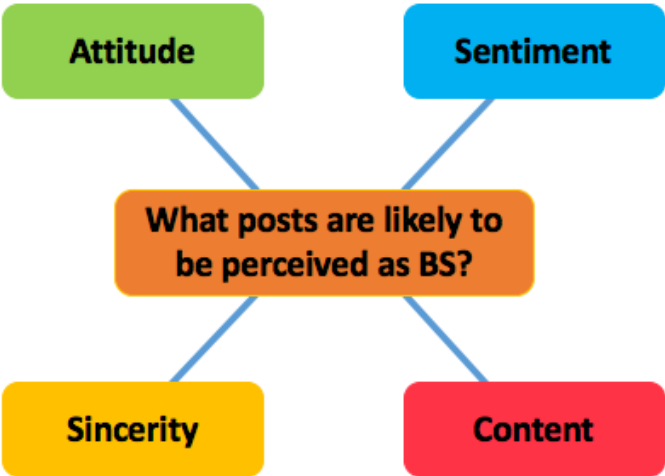 Attitude
Sentiment
What posts are likely to
be perceived as BS?
Sincerity
Content